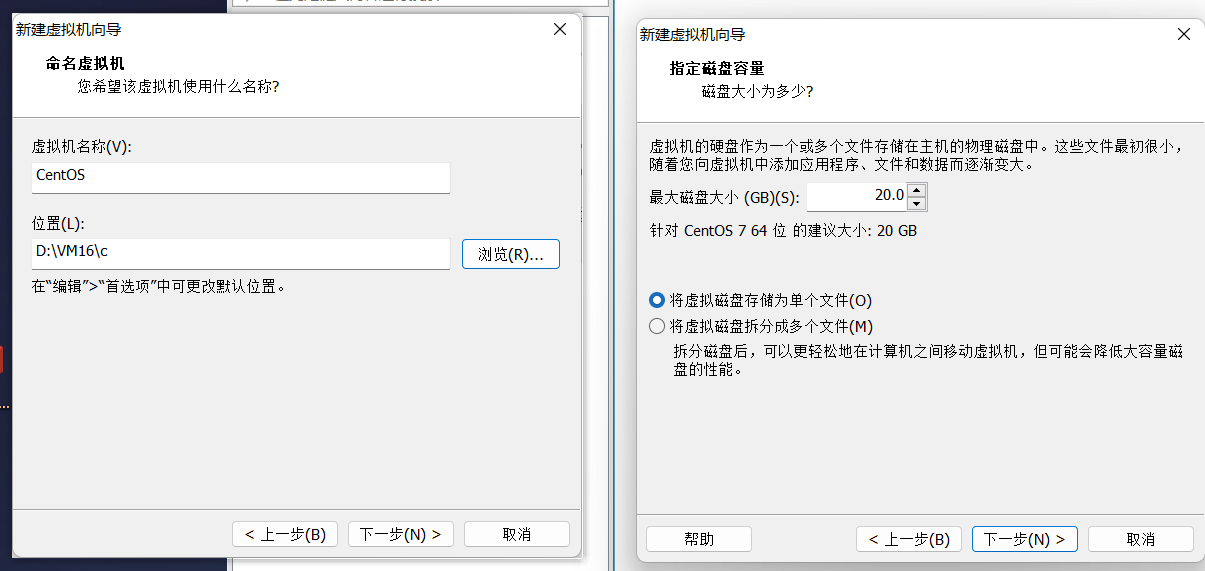 新建虚拟机向导
命名虚拟机
您希望该虚拟机使用什么名称?
虚拟机名称(V):
CentOS
位置(L):
D:\VM16\c
浏览(R)...
在“编辑”>“首选项”中可更改默认位置。
< 上一步(B)
下一步(N) >
取消
新建虚拟机向导
指定磁盘容量
磁盘大小为多少?
虚拟机的硬盘作为一个或多个文件存储在主机的物理磁盘中。这些文件最初很小，
随着您向虚拟机中添加应用程序、文件和数据而逐渐变大。
最大磁盘大小 (GB)(S):
20.0
针对 CentOS 7 64 位 的建议大小: 20 GB
将虚拟磁盘存储为单个文件(O)
将虚拟磁盘拆分成多个文件(M)
拆分磁盘后，可以更轻松地在计算机之间移动虚拟机，但可能会降低大容量磁
盘的性能。
帮助
< 上一步(B)
下一步(N) >
取消